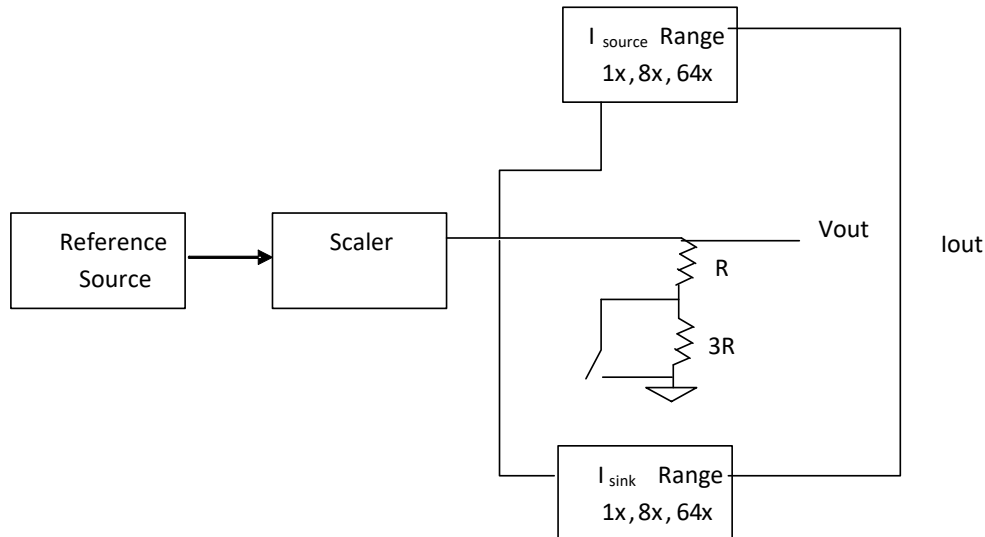 I source Range
1x, 8x, 64x
Reference
Source
Scaler
Vout
Iout
R
3R
I sink Range
1x, 8x, 64x